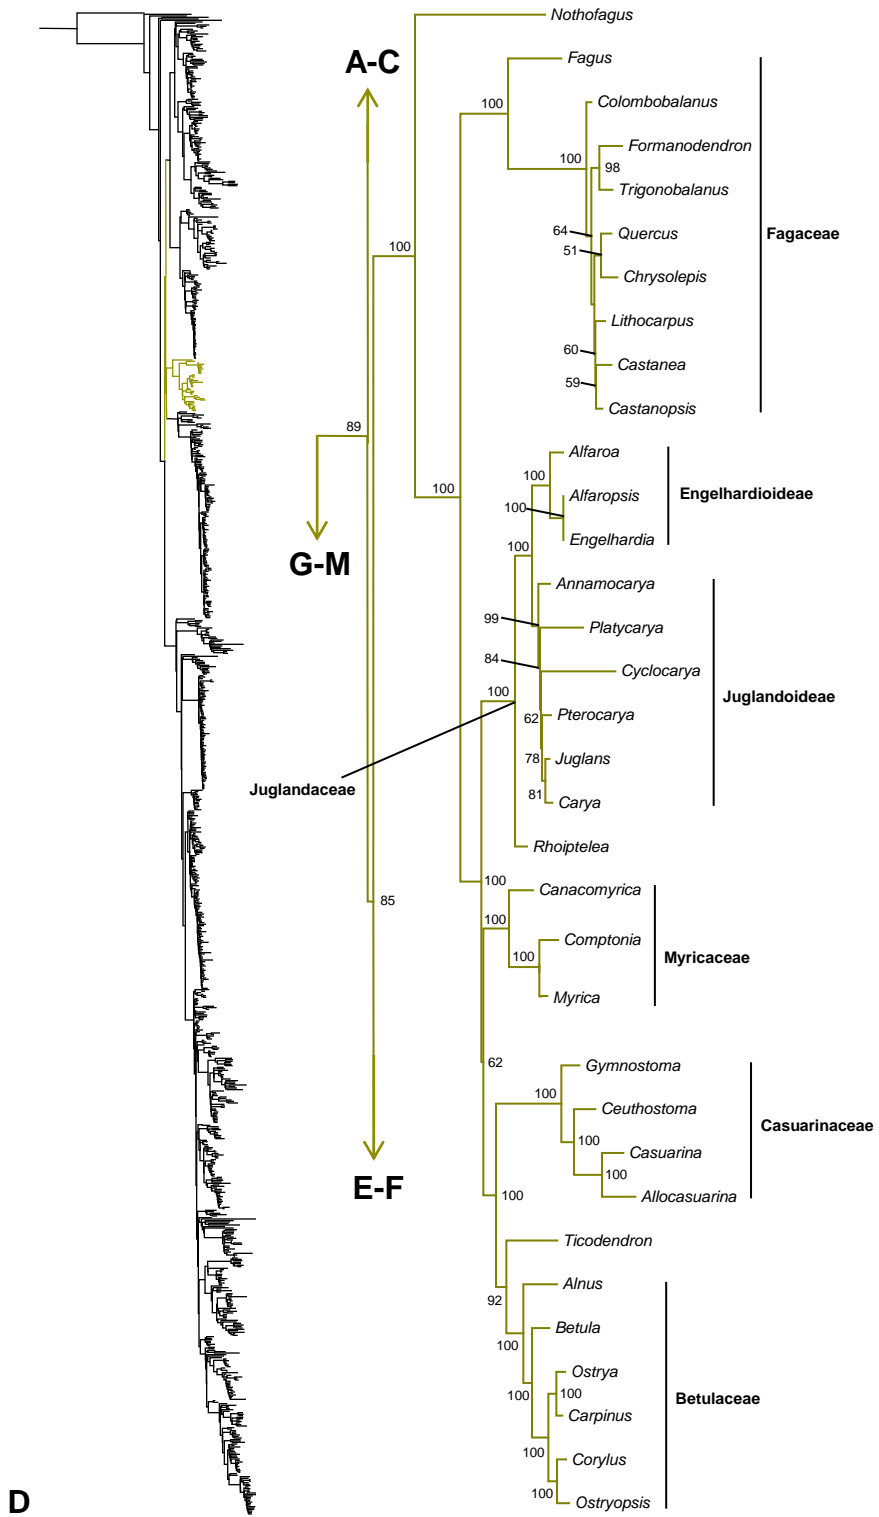 Nothofagus
A-C
Fagus
100
Colombobalanus
Formanodendron
100
98
Trigonobalanus
64
Quercus
Fagaceae
100
51
Chrysolepis
Lithocarpus
60
Castanea
59
Castanopsis
89
Alfaroa
100
Engelhardioideae
100
Alfaropsis
100
Engelhardia
100
G-M
Annamocarya
99
Platycarya
84
Cyclocarya
100
Juglandoideae
62
Pterocarya
78
Juglans
Juglandaceae
81
Carya
Rhoiptelea
100
Canacomyrica
85
100
Comptonia
100
Myricaceae
Myrica
62
Gymnostoma
100
Ceuthostoma
Casuarinaceae
100
Casuarina
100
E-F
100
Allocasuarina
Ticodendron
Alnus
92
Betula
100
Ostrya
100
100
Betulaceae
Carpinus
100
Corylus
100
Ostryopsis
D